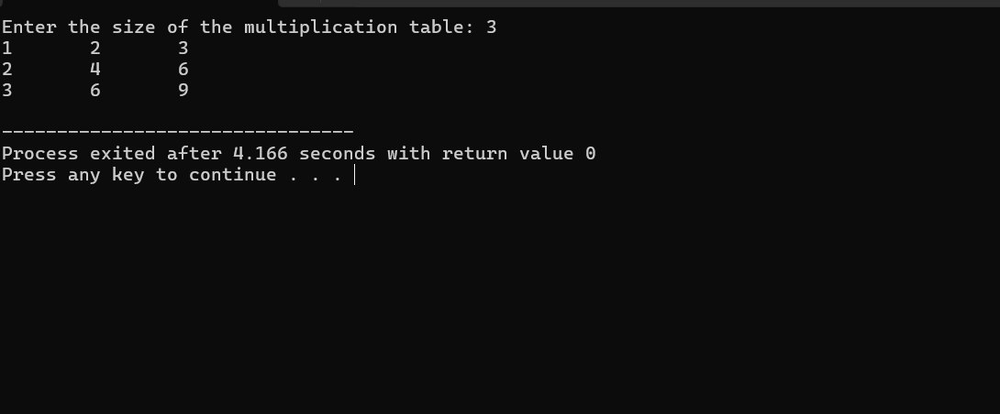 Enter the size of the multiplication table: 3
1       2       3
2       4       6
3       6       9
--------------------------------
Process exited after 4.166 seconds with return value 0
Press any key to continue . . .